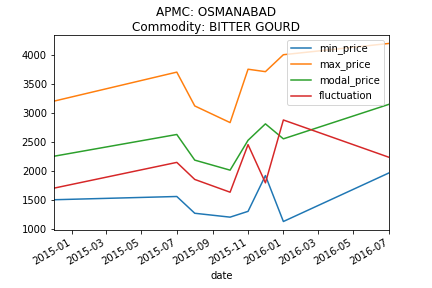 APMC: OSMANABAD
Commodity: BITTER GOURD
min_price
max_price
modal_price
fluctuation
4000
3500
3000
2500
2000
1500
1000
2015-01
2015-03
2015-05
2015-07
2015-09
2015-11
2016-01
2016-03
2016-05
2016-07
date